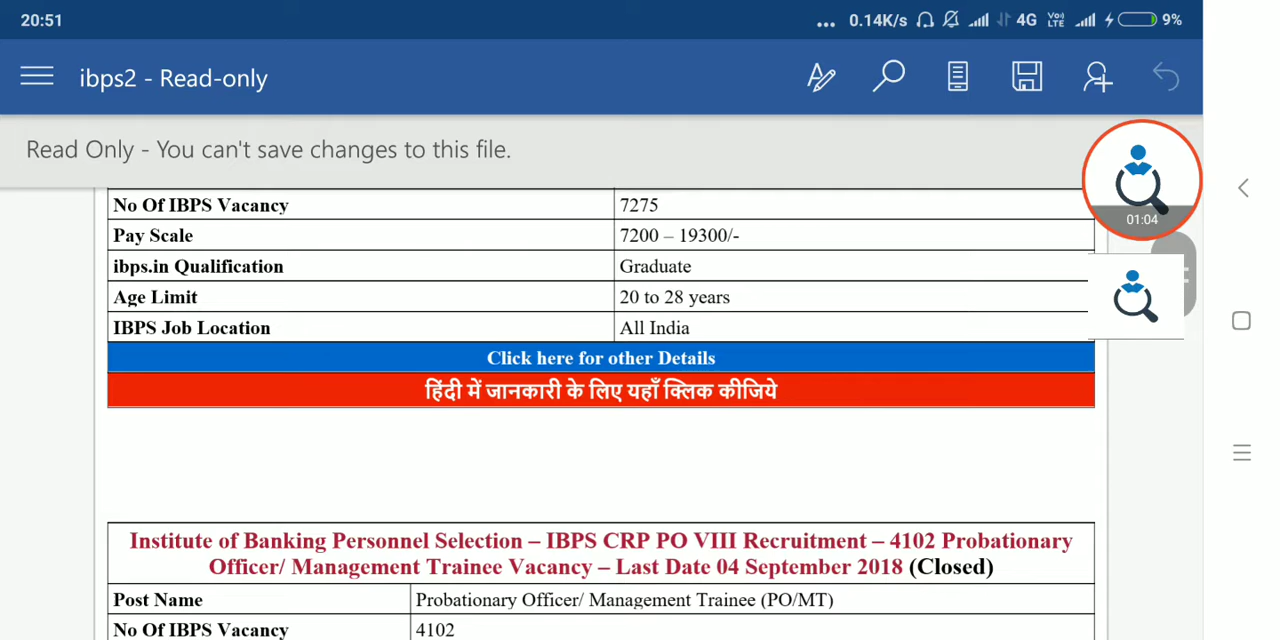 20:51 ... 0.14K/s 4G Vo) LTE 9%
ibps2 - Read-only
Read Only - You can't save changes to this file.
01:04
No Of IBPS Vacancy 7275
Pay Scale 7200 – 19300/-
ibps.in Qualification Graduate
Age Limit 20 to 28 years
IBPS Job Location All India
Click here for other Details
हिंदी में जानकारी के लिए यहाँ क्लिक कीजिये
Institute of Banking Personnel Selection – IBPS CRP PO VIII Recruitment – 4102 Probationary
Officer/ Management Trainee Vacancy – Last Date 04 September 2018 (Closed)
Post Name Probationary Officer/ Management Trainee (PO/MT)
No Of IBPS Vacancy 4102